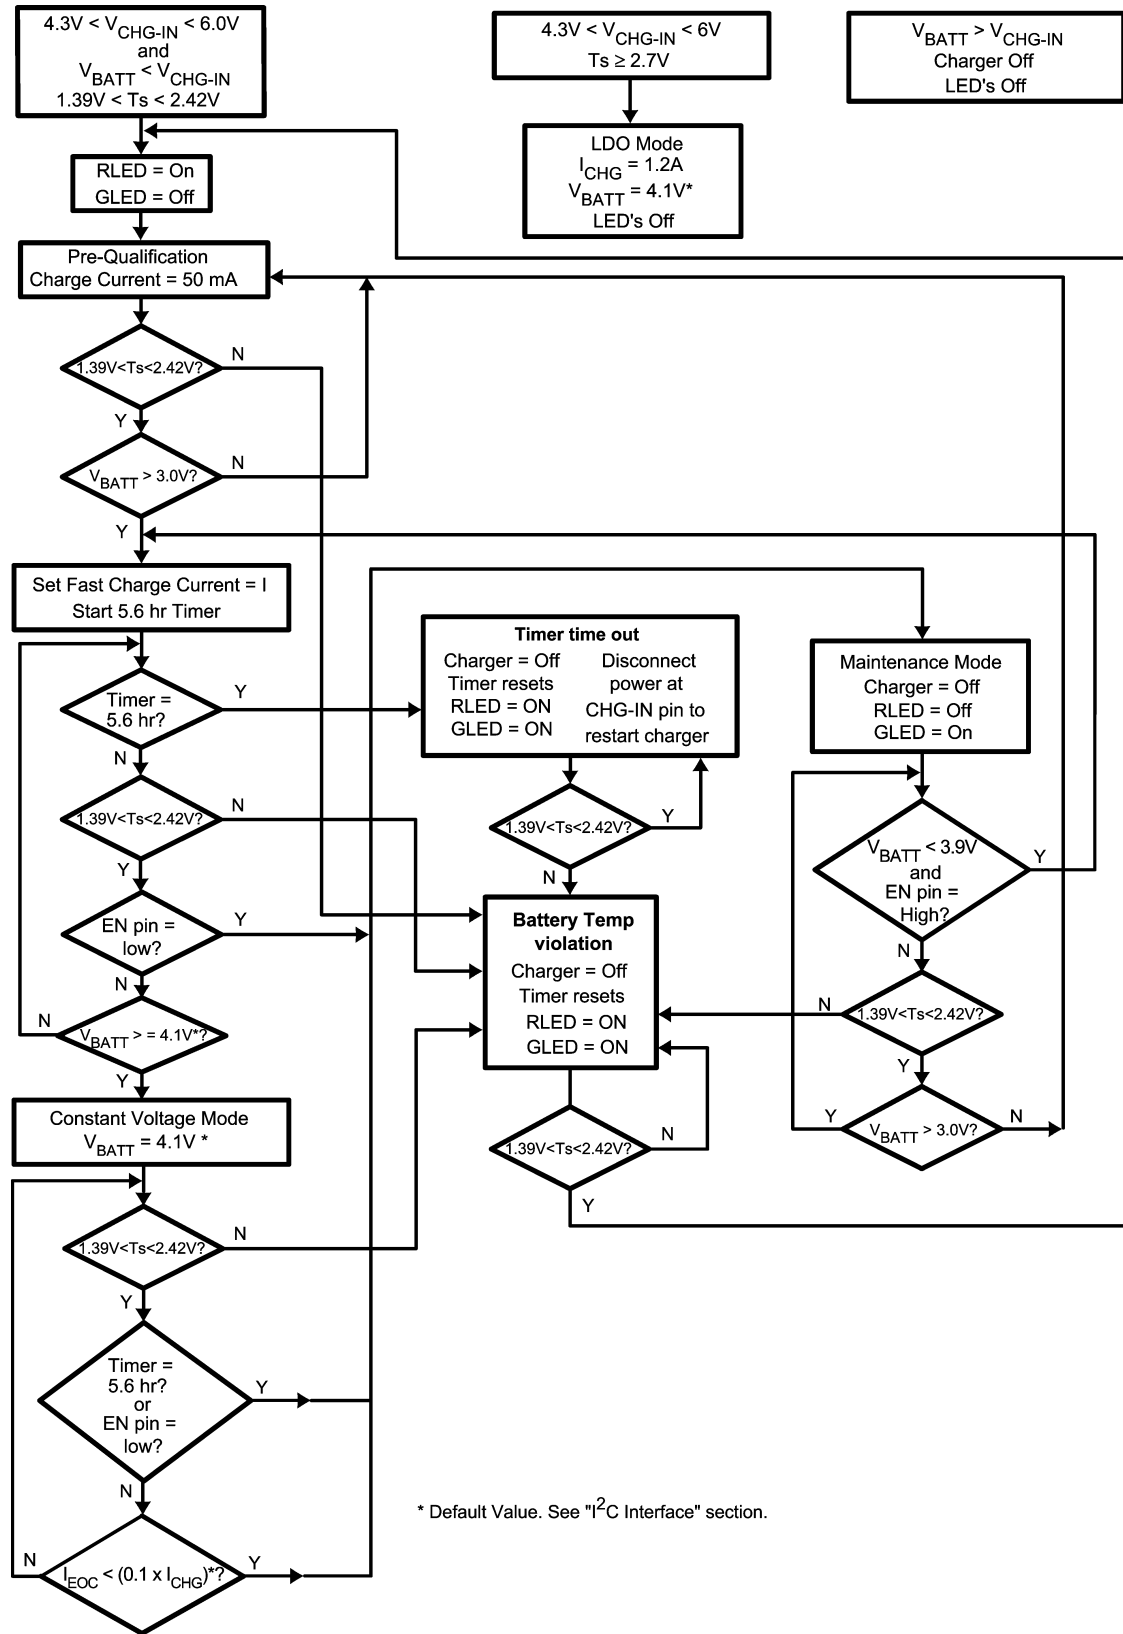 4.3V < VCHG-IN < 6.0V
and
VBATT < VCHG-IN
1.39V < Ts < 2.42V
4.3V < VCHG-IN < 6V
Ts ≥ 2.7V
VBATT > VCHG-IN
Charger Off
LED's Off
LDO Mode
ICHG = 1.2A
VBATT = 4.1V*
LED's Off
RLED = On
GLED = Off
Pre-Qualification
Charge Current = 50 mA
1.39V<Ts<2.42V?
N
Y
VBATT > 3.0V?
N
Y
Set Fast Charge Current = I
Start 5.6 hr Timer
Timer =
5.6 hr?
Y
N
1.39V<Ts<2.42V?
N
Y
EN pin =
low?
Y
N
VBATT > = 4.1V*?
N
Y
Constant Voltage Mode
VBATT = 4.1V *
1.39V<Ts<2.42V?
N
Y
Timer =
5.6 hr?
or
EN pin =
low?
Y
N
IEOC < (0.1 x ICHG)*?
N
Y
Timer time out
Charger = Off
Timer resets
RLED = ON
GLED = ON
Disconnect
power at
CHG-IN pin to
restart charger
1.39V<Ts<2.42V?
Y
N
Battery Temp
violation
Charger = Off
Timer resets
RLED = ON
GLED = ON
1.39V<Ts<2.42V?
N
Y
Maintenance Mode
Charger = Off
RLED = Off
GLED = On
VBATT < 3.9V
and
EN pin =
High?
Y
N
1.39V<Ts<2.42V?
N
Y
VBATT > 3.0V?
Y
N
* Default Value. See "I2C Interface" section.